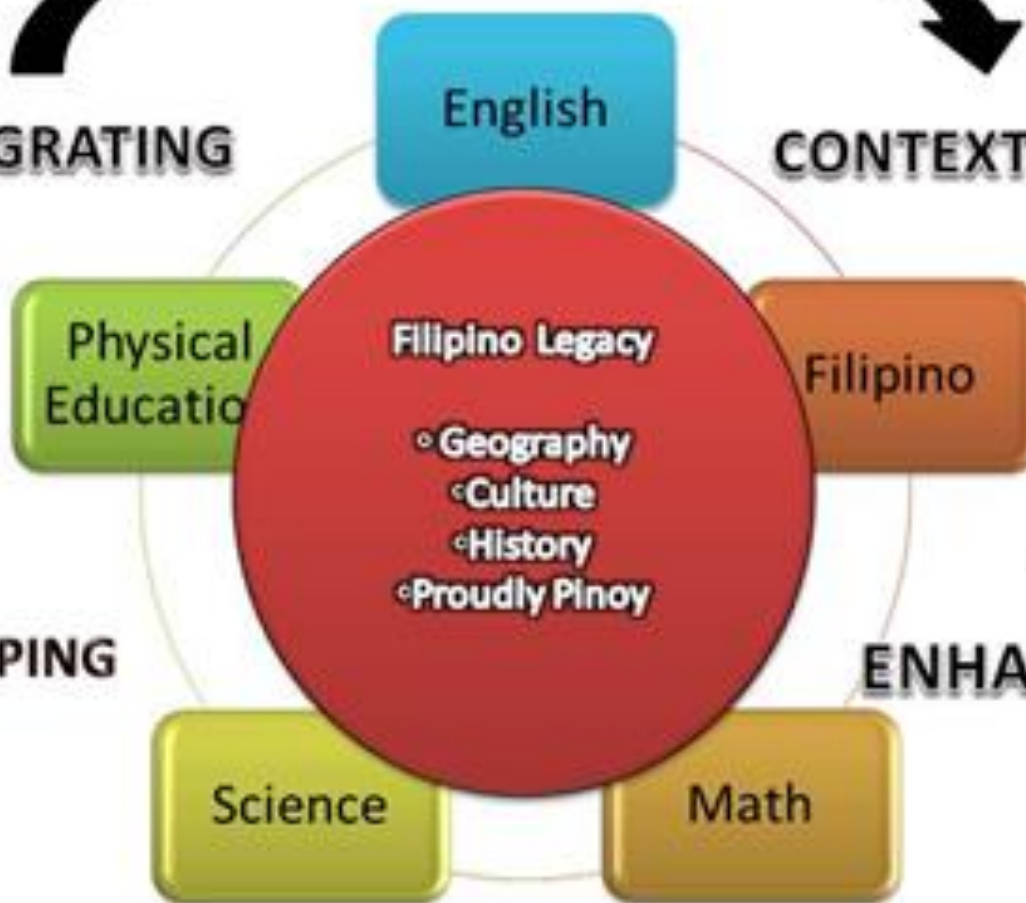 English
GRATING
CONTEXT
Physical
Educatio
Filipino
Filipino Legacy
° Geography
°Culture
°History
°Proudly Pinoy
PING
ENHA
Science
Math